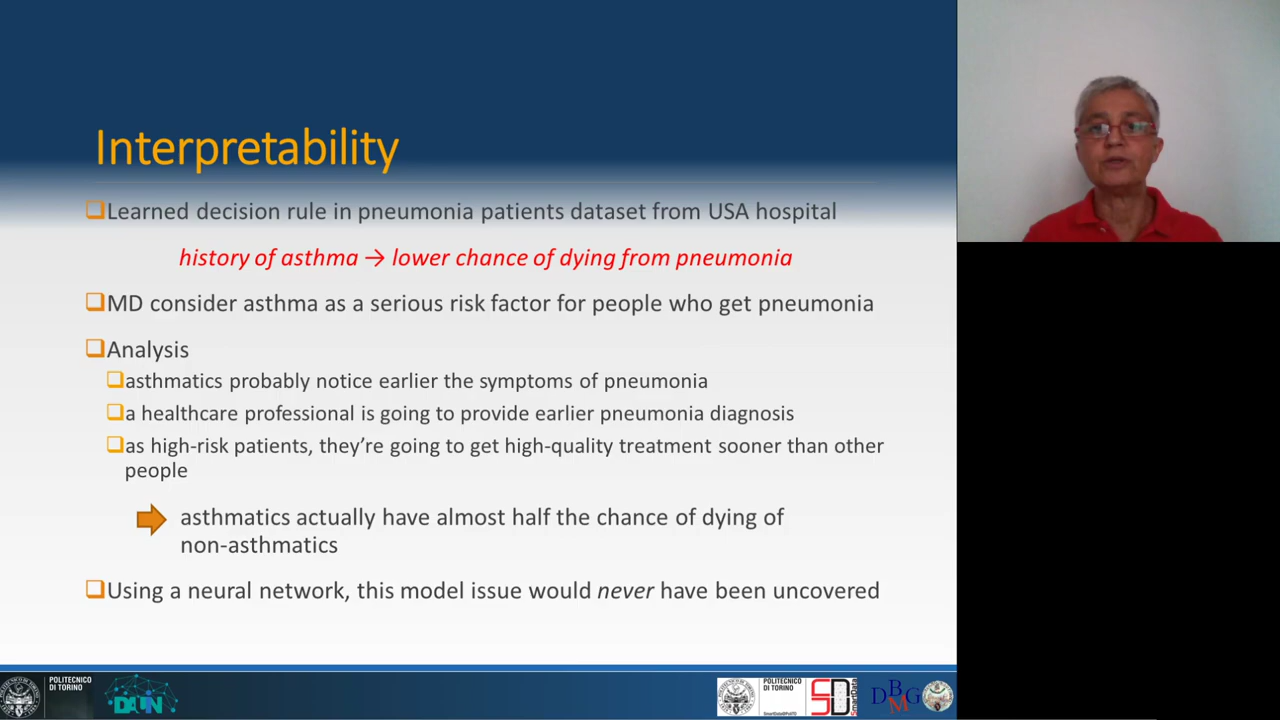 Interpretability
Learned decision rule in pneumonia patients dataset from USA hospital
history of asthma → lower chance of dying from pneumonia
MD consider asthma as a serious risk factor for people who get pneumonia
Analysis
asthmatics probably notice earlier the symptoms of pneumonia
a healthcare professional is going to provide earlier pneumonia diagnosis
as high-risk patients, they're going to get high-quality treatment sooner than other
people
asthmatics actually have almost half the chance of dying of
non-asthmatics
Using a neural network, this model issue would never have been uncovered
POLITECNICO
DI TORINO
DAUIN
POLITECNICO
DI TORINO
SmartData@PoliTO
SD
SmartData
DBMG